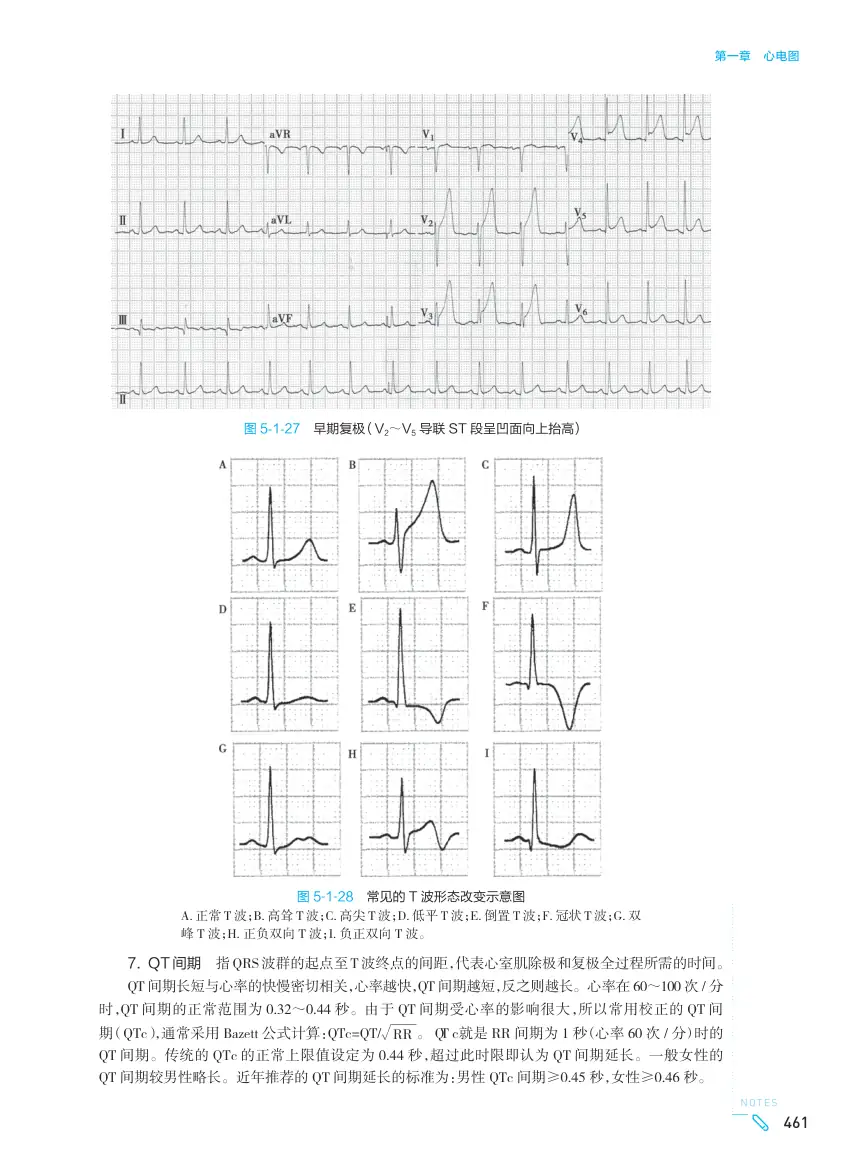 第一章 心电图
I aVR V₁ V₄
II aVL V₂ V₅
III aVF V₃ V₆
II
图 5-1-27 早期复极(V₂～V₅ 导联 ST 段呈凹面向上抬高)
A B C
D E F
G H I
图 5-1-28 常见的 T 波形态改变示意图
A. 正常 T 波;B. 高耸 T 波;C. 高尖 T 波;D. 低平 T 波;E. 倒置 T 波;F. 冠状 T 波;G. 双
峰 T 波;H. 正负双向 T 波;I. 负正双向 T 波。
7. QT 间期 指 QRS 波群的起点至 T 波终点的间距,代表心室肌除极和复极全过程所需的时间。
QT 间期长短与心率的快慢密切相关,心率越快,QT 间期越短,反之则越长。心率在 60～100 次 / 分
时,QT 间期的正常范围为 0.32～0.44 秒。由于 QT 间期受心率的影响很大,所以常用校正的 QT 间
期(QTc),通常采用 Bazett 公式计算:QTc=QT/√RR 。 QT c就是 RR 间期为 1 秒(心率 60 次 / 分)时的
QT 间期。传统的 QTc 的正常上限值设定为 0.44 秒,超过此时限即认为 QT 间期延长。一般女性的
QT 间期较男性略长。近年推荐的 QT 间期延长的标准为:男性 QTc 间期≥0.45 秒,女性≥0.46 秒。
NOTES
461